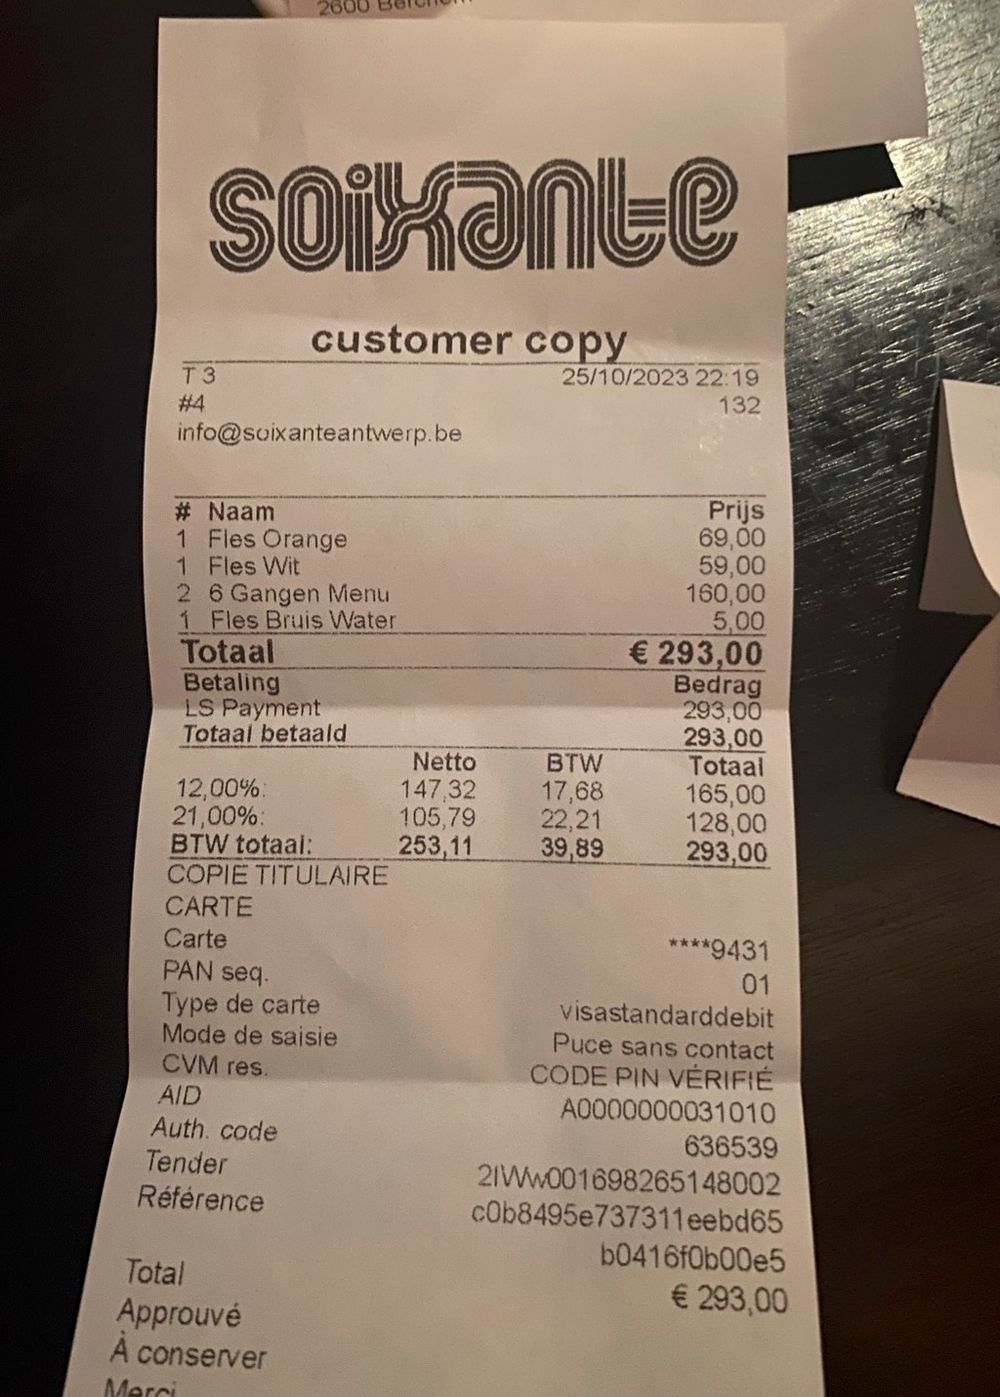 2600 Berchem
soixante
customer copy
T 3 25/10/2023 22:19
#4 132
info@soixanteantwerp.be
# Naam Prijs
1 Fles Orange 69,00
1 Fles Wit 59,00
2 6 Gangen Menu 160,00
1 Fles Bruis Water 5,00
Totaal € 293,00
Betaling Bedrag
LS Payment 293,00
Totaal betaald 293,00
Netto BTW Totaal
12,00%: 147,32 17,68 165,00
21,00%: 105,79 22,21 128,00
BTW totaal: 253,11 39,89 293,00
COPIE TITULAIRE
CARTE
Carte ****9431
PAN seq. 01
Type de carte visastandarddebit
Mode de saisie Puce sans contact
CVM res. CODE PIN VÉRIFIÉ
AID A0000000031010
Auth. code 636539
Tender 2IWw001698265148002
Référence c0b8495e737311eebd65
b0416f0b00e5
Total € 293,00
Approuvé
À conserver
Merci